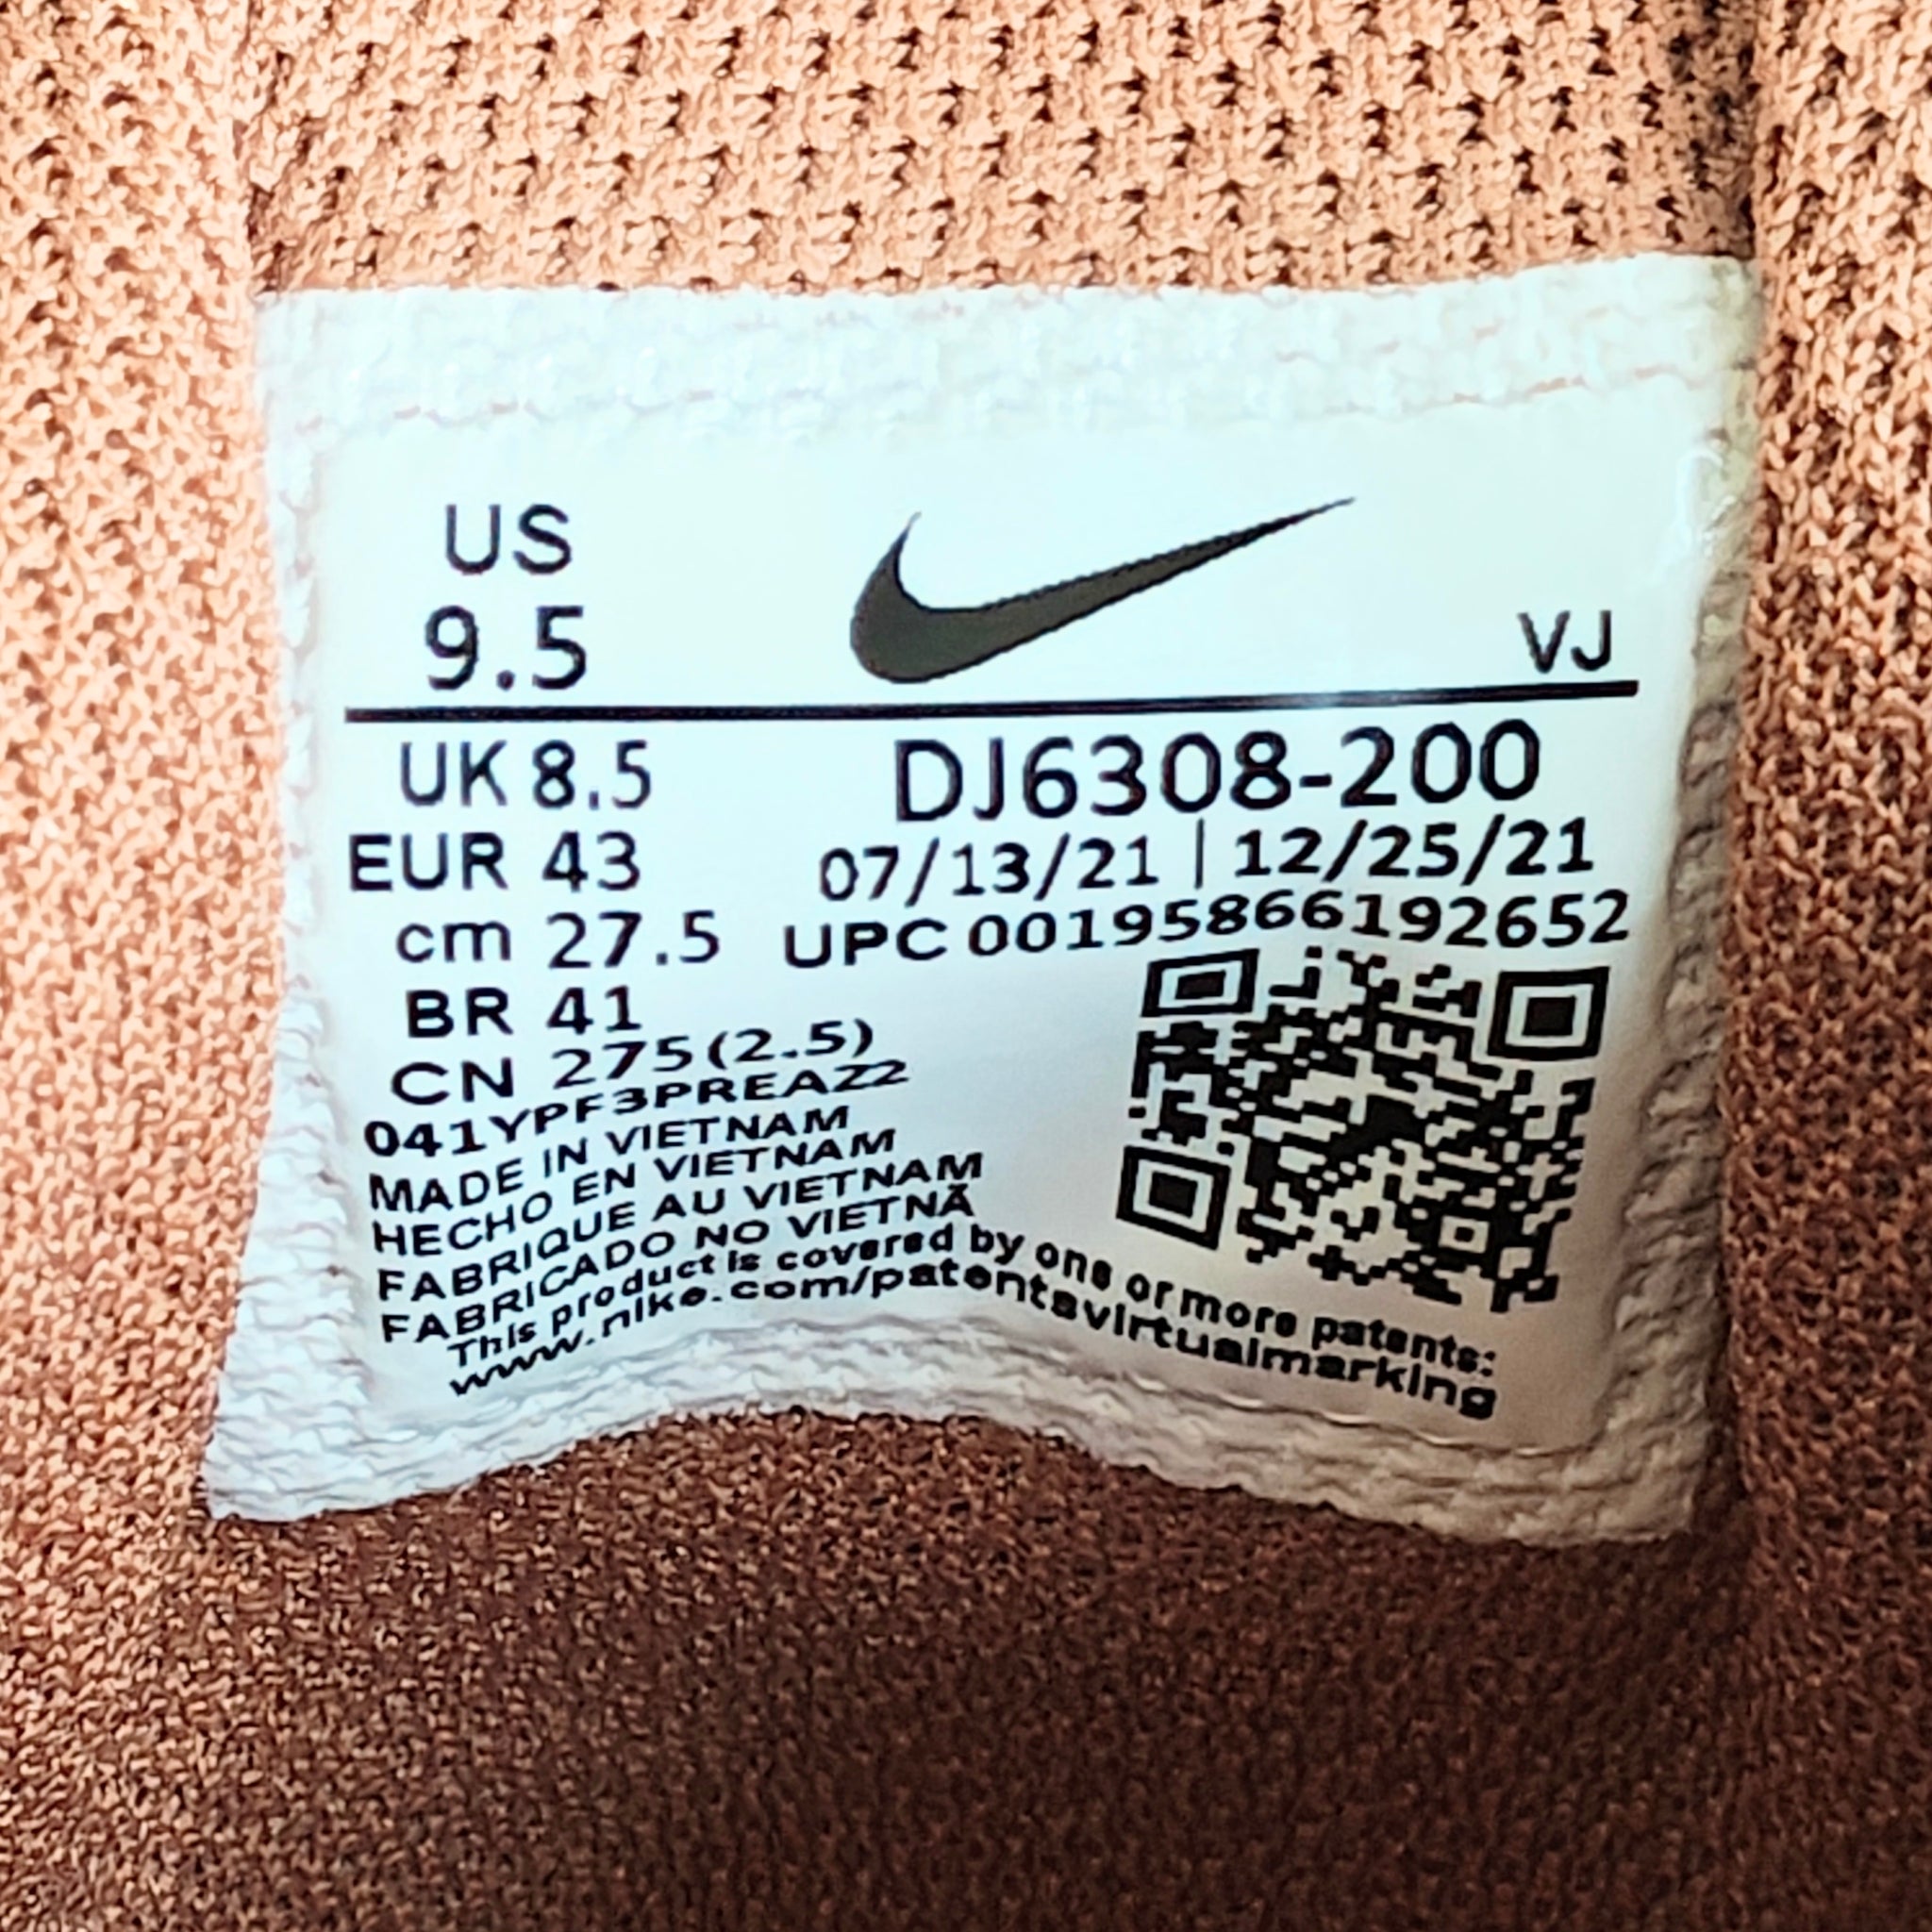 US
9.5
VJ
UK 8.5
DJ6308-200
EUR 43
07/13/21 | 12/25/21
cm 27.5
UPC 00195866192652
BR 41
CN 275(2.5)
041YPF3PREAZ2
MADE IN VIETNAM
HECHO EN VIETNAM
FABRIQUE AU VIETNAM
FABRICADO NO VIETNÃ
This product is covered by one or more patents:
www.nike.com/patentsvirtualmarking